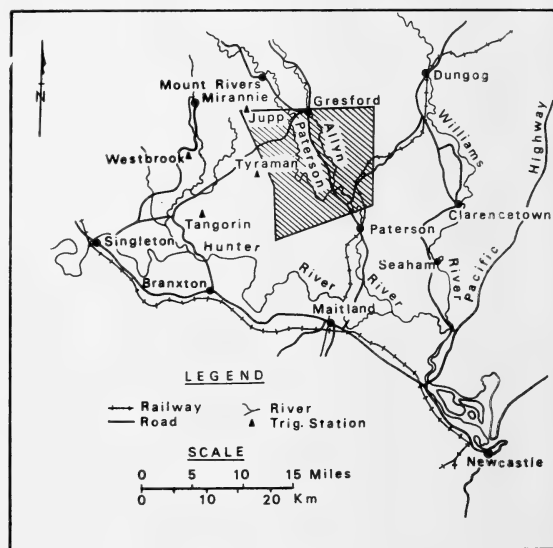 N
Mount Rivers
Mirannie
Jupp
Gresford
Dungog
Westbrook
Tyraman
Paterson
Allyn
Williams
Highway
Tangorin
Clarencetown
Singleton
Hunter
Paterson
Seaham
River
Pacific
Branxton
River
River
Maitland
LEGEND
Railway
River
Road
Trig. Station
SCALE
0 5 10 15 Miles
0 10 20 Km
Newcastle